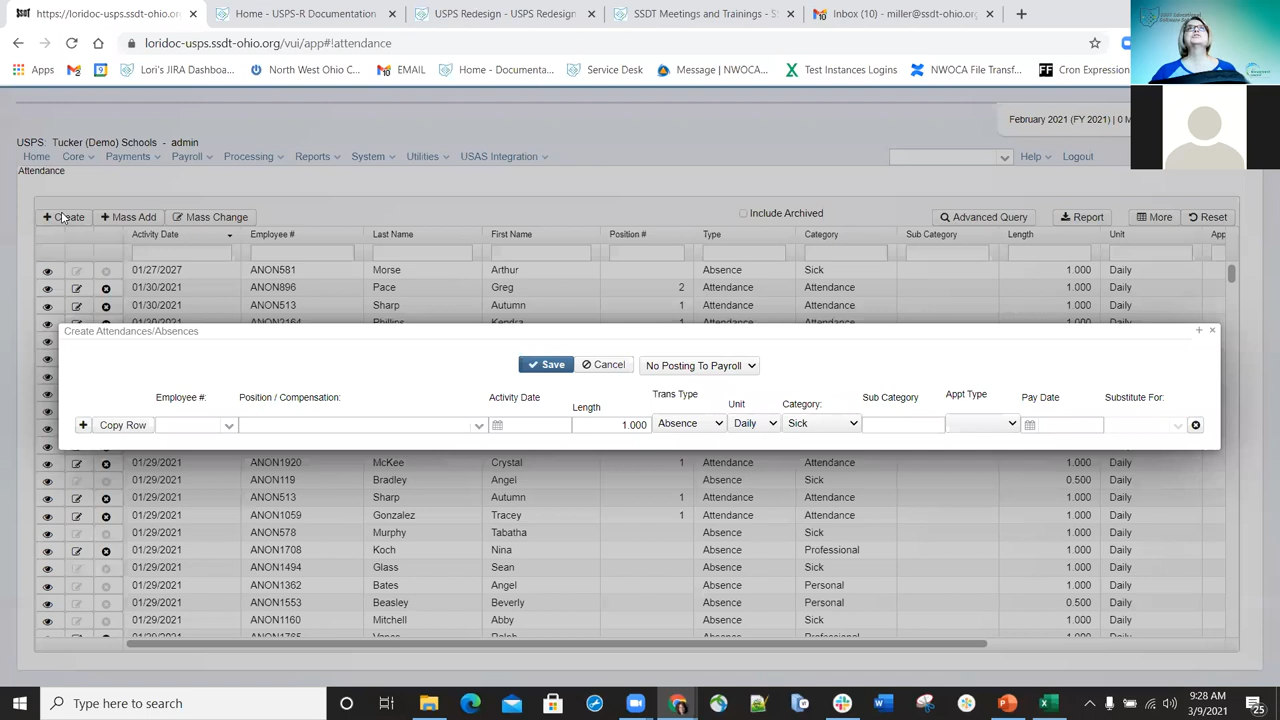 https://loridoc-usps.ssdt-ohio.org
Home - USPS-R Documentation
USPS Redesign - USPS Redesign
SSDT Meetings and Trainings - S
Inbox (10) - miller@ssdt-ohio.org
loridoc-usps.ssdt-ohio.org/vui/app#!attendance
Apps
Lori's JIRA Dashboa...
North West Ohio C...
EMAIL
Home - Documenta...
Service Desk
Message | NWOCA...
Test Instances Logins
NWOCA File Transf...
Cron Expression
February 2021 (FY 2021) | 0 M
USPS: Tucker (Demo) Schools - admin
Home Core Payments Payroll Processing Reports System Utilities USAS Integration Help Logout
Attendance
Create Mass Add Mass Change Include Archived Advanced Query Report More Reset
Activity Date Employee # Last Name First Name Position # Type Category Sub Category Length Unit App
01/27/2027 ANON581 Morse Arthur Absence Sick 1.000 Daily
01/30/2021 ANON896 Pace Greg 2 Attendance Attendance 1.000 Daily
01/30/2021 ANON513 Sharp Autumn 1 Attendance Attendance 1.000 Daily
Create Attendances/Absences
Save Cancel No Posting To Payroll
Employee #: Position / Compensation: Activity Date Length Trans Type Unit Category: Sub Category Appt Type Pay Date Substitute For:
Copy Row 1.000 Absence Daily Sick
01/29/2021 ANON1920 McKee Crystal 1 Attendance Attendance 1.000 Daily
01/29/2021 ANON119 Bradley Angel Absence Sick 0.500 Daily
01/29/2021 ANON513 Sharp Autumn 1 Attendance Attendance 1.000 Daily
01/29/2021 ANON1059 Gonzalez Tracey 1 Attendance Attendance 1.000 Daily
01/29/2021 ANON578 Murphy Tabatha Absence Sick 1.000 Daily
01/29/2021 ANON1708 Koch Nina Absence Professional 1.000 Daily
01/29/2021 ANON1494 Glass Sean Absence Sick 1.000 Daily
01/29/2021 ANON1362 Bates Angel Absence Personal 1.000 Daily
01/29/2021 ANON1553 Beasley Beverly Absence Personal 0.500 Daily
01/29/2021 ANON1160 Mitchell Abby Absence Sick 1.000 Daily
Type here to search
9:28 AM
3/9/2021
25